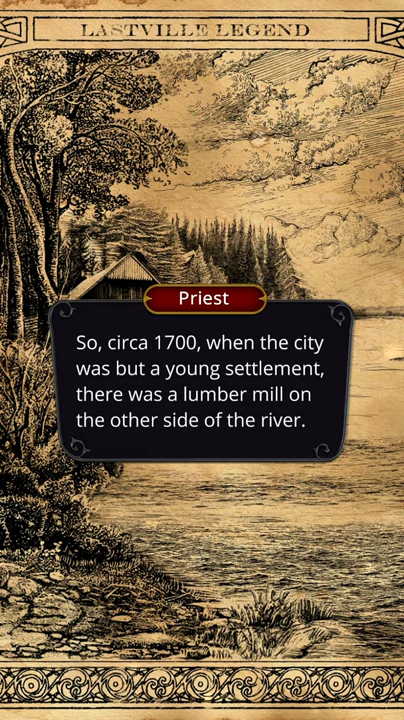 LASTVILLE LEGEND
Priest
So, circa 1700, when the city
was but a young settlement,
there was a lumber mill on
the other side of the river.